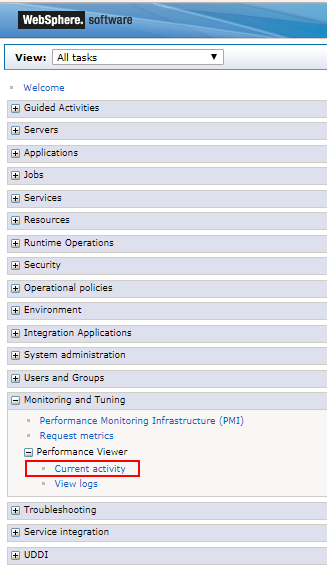 WebSphere. software
View: All tasks
Welcome
Guided Activities
Servers
Applications
Jobs
Services
Resources
Runtime Operations
Security
Operational policies
Environment
Integration Applications
System administration
Users and Groups
Monitoring and Tuning
Performance Monitoring Infrastructure (PMI)
Request metrics
Performance Viewer
Current activity
View logs
Troubleshooting
Service integration
UDDI